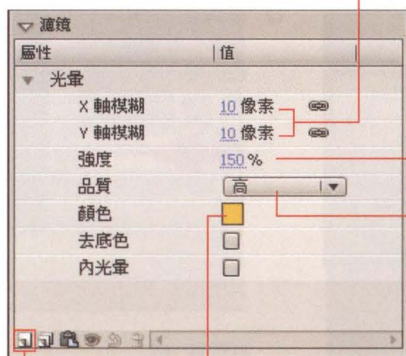 濾鏡
屬性 值
光暈
X 軸模糊 10 像素
Y 軸模糊 10 像素
強度 150 %
品質 高
顏色
去底色
內光暈